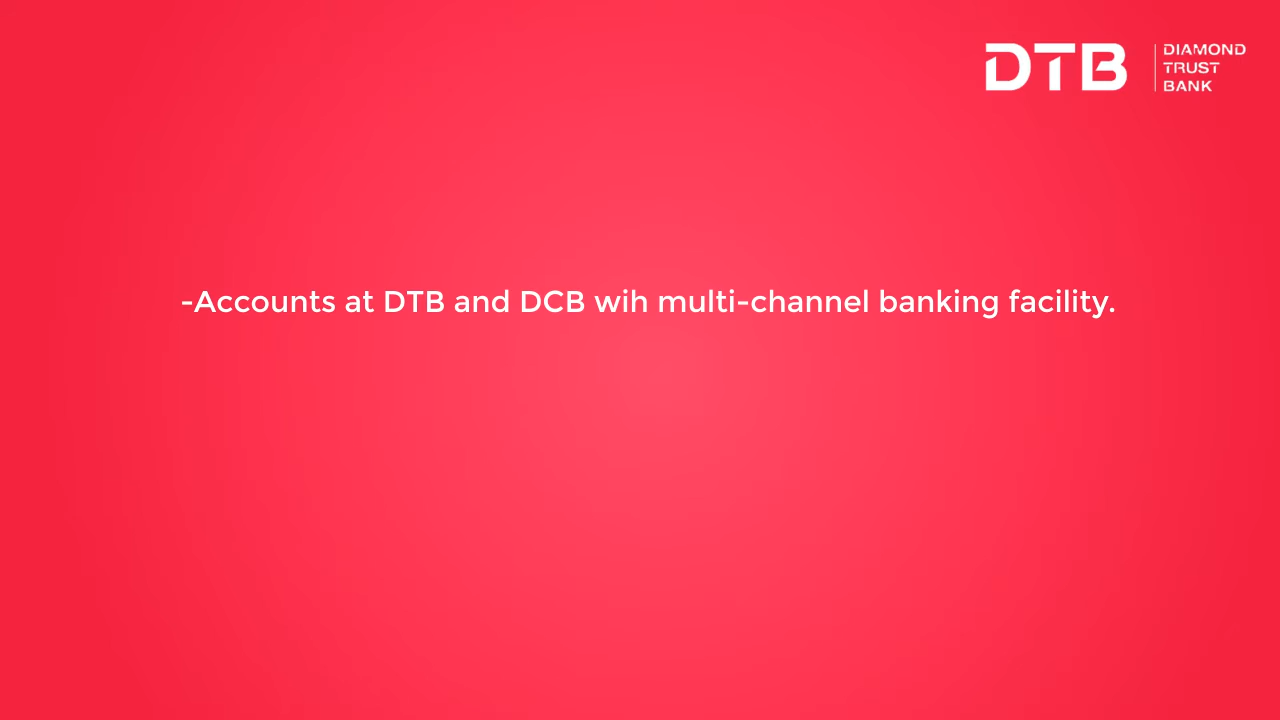 DTB
DIAMOND
TRUST
BANK
-Accounts at DTB and DCB wih multi-channel banking facility.